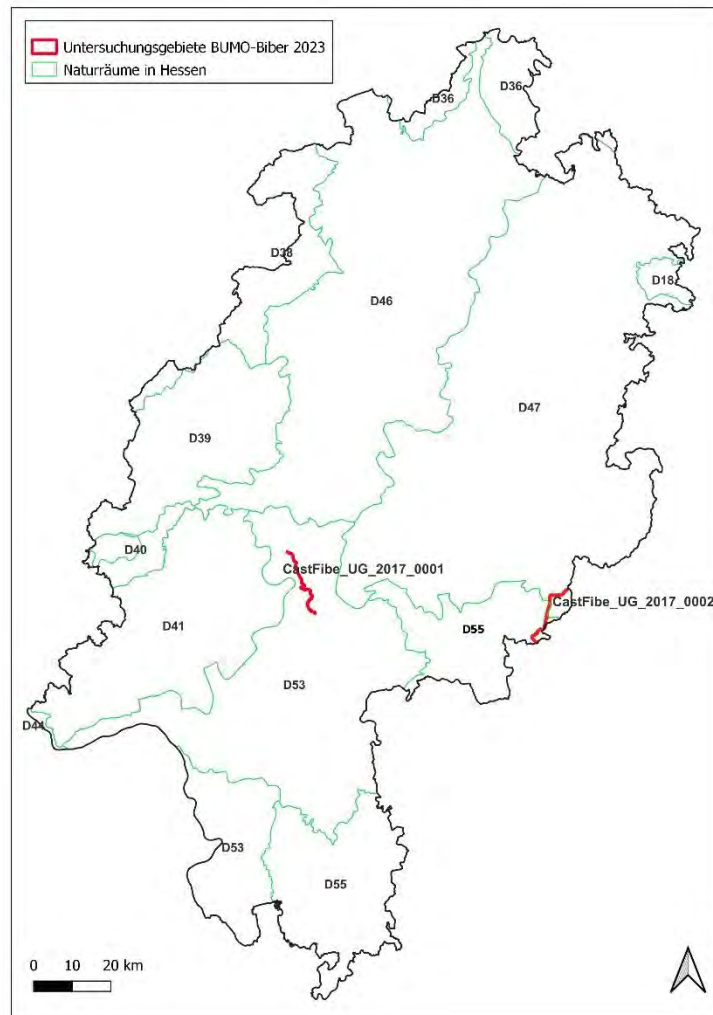 Untersuchungsgebiete BUMO-Biber 2023
Naturräume in Hessen
D36
D36
D38
D18
D46
D47
D39
D40
CastFibe_UG_2017_0001
CastFibe_UG_2017_0002
D41
D55
D53
D44
D53
D55
0 10 20 km